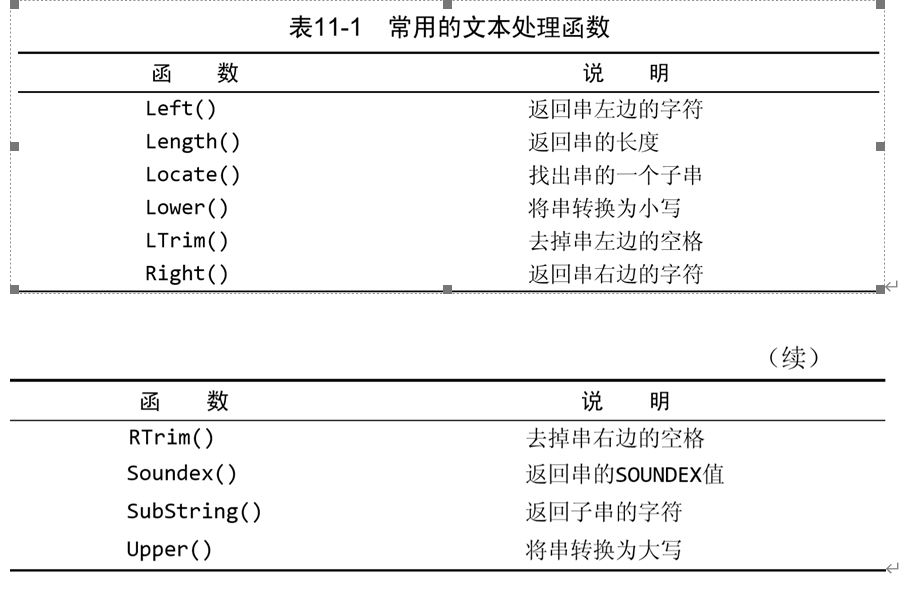 表11-1 常用的文本处理函数
函 数 说 明
Left() 返回串左边的字符
Length() 返回串的长度
Locate() 找出串的一个子串
Lower() 将串转换为小写
LTrim() 去掉串左边的空格
Right() 返回串右边的字符
（续）
函 数 说 明
RTrim() 去掉串右边的空格
Soundex() 返回串的SOUNDEX值
SubString() 返回子串的字符
Upper() 将串转换为大写